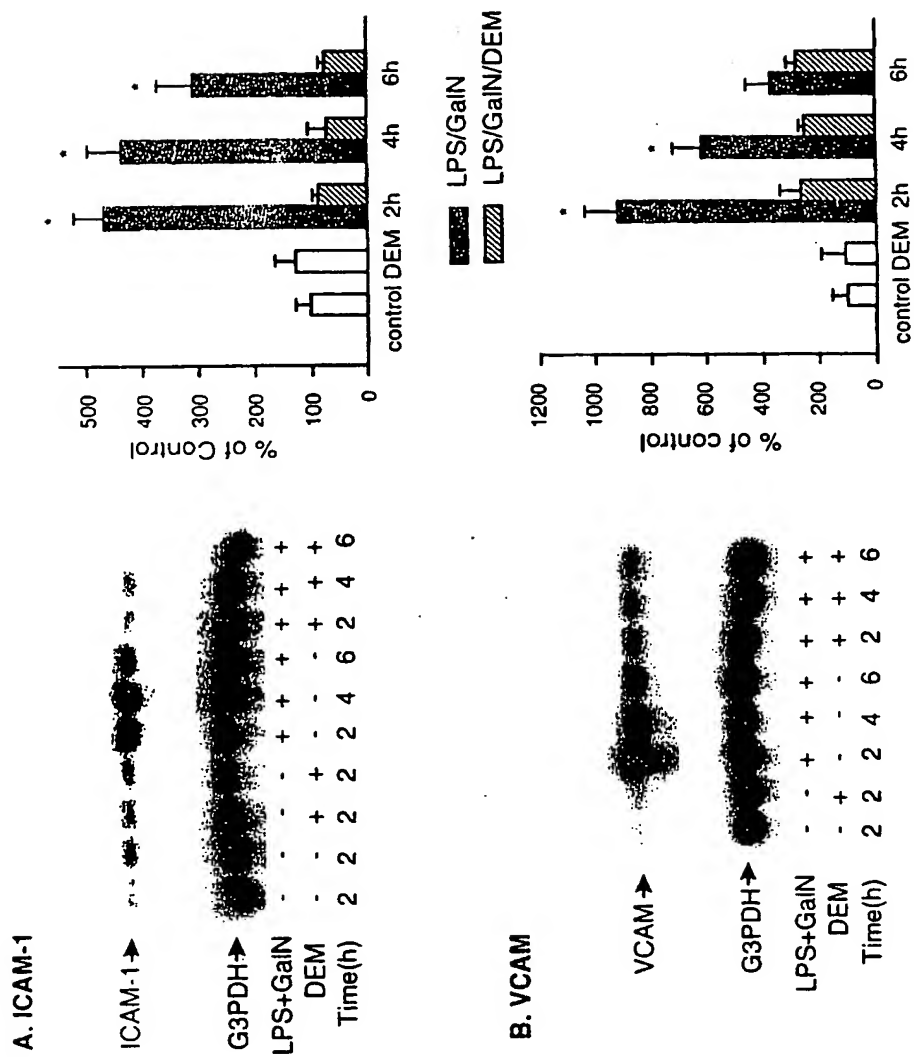 A. ICAM-1
ICAM-1
G3PDH
LPS+GalN - - - - + + + + + +
DEM - - + + - - - + + +
Time(h) 2 2 2 2 2 4 6 2 4 6
% of Control
500
400
300
200
100
0
control DEM 2h 4h 6h
* * *
LPS/GalN
LPS/GalN/DEM
B. VCAM
VCAM
G3PDH
LPS+GalN - - + + + + + +
DEM - + - - - + + +
Time(h) 2 2 2 4 6 2 4 6
% of control
1200
1000
800
600
400
200
0
control DEM 2h 4h 6h
* *